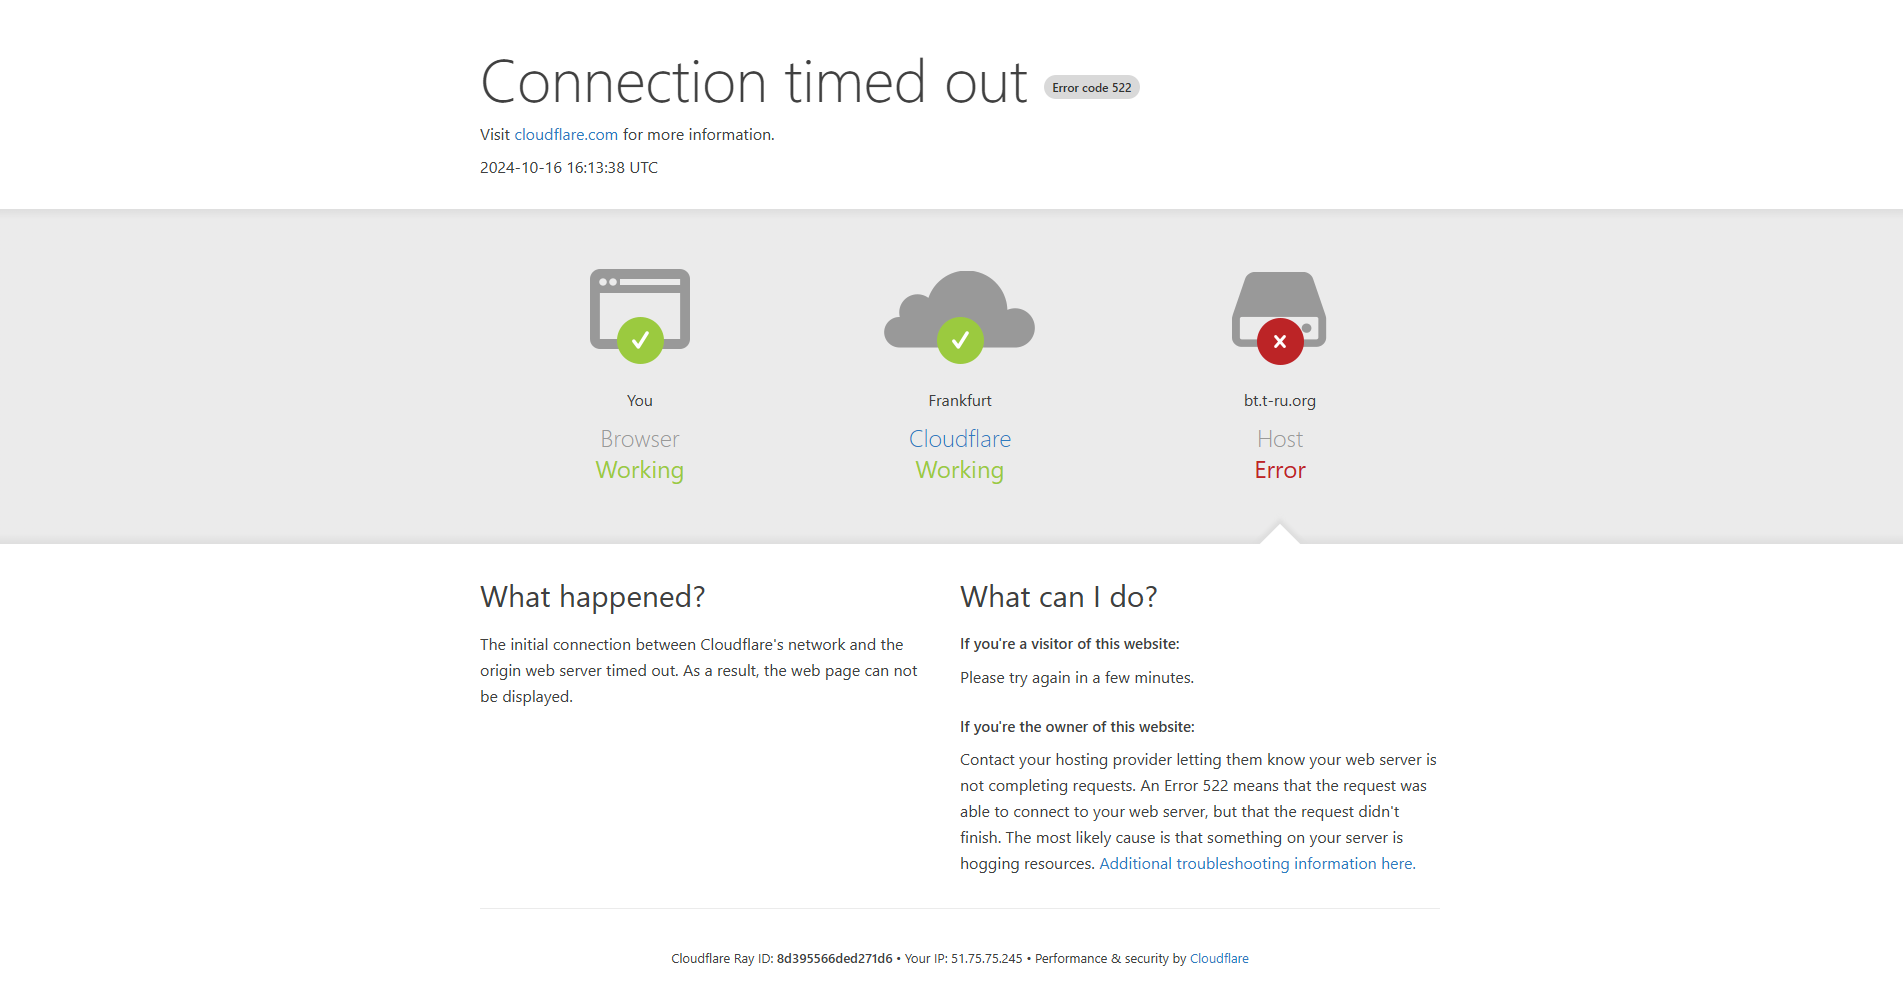 Connection timed out Error code 522
Visit cloudflare.com for more information.
2024-10-16 16:13:38 UTC
You
Browser
Working
Frankfurt
Cloudflare
Working
bt.t-ru.org
Host
Error
What happened?
The initial connection between Cloudflare's network and the
origin web server timed out. As a result, the web page can not
be displayed.
What can I do?
If you're a visitor of this website:
Please try again in a few minutes.
If you're the owner of this website:
Contact your hosting provider letting them know your web server is
not completing requests. An Error 522 means that the request was
able to connect to your web server, but that the request didn't
finish. The most likely cause is that something on your server is
hogging resources. Additional troubleshooting information here.
Cloudflare Ray ID: 8d395566ded271d6 • Your IP: 51.75.75.245 • Performance & security by Cloudflare